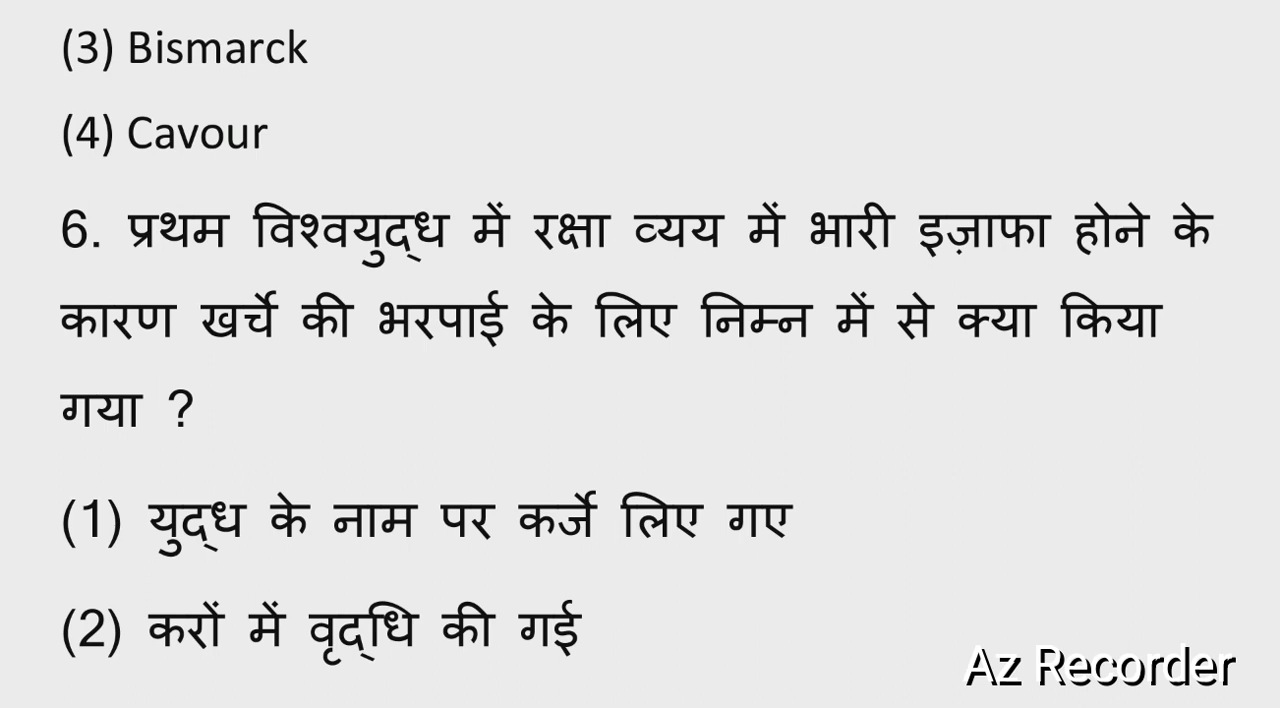 (3) Bismarck
(4) Cavour
6. प्रथम विश्वयुद्ध में रक्षा व्यय में भारी इज़ाफा होने के
कारण खर्चे की भरपाई के लिए निम्न में से क्या किया
गया ?
(1) युद्ध के नाम पर कर्जे लिए गए
(2) करों में वृद्धि की गई
Az Recorder